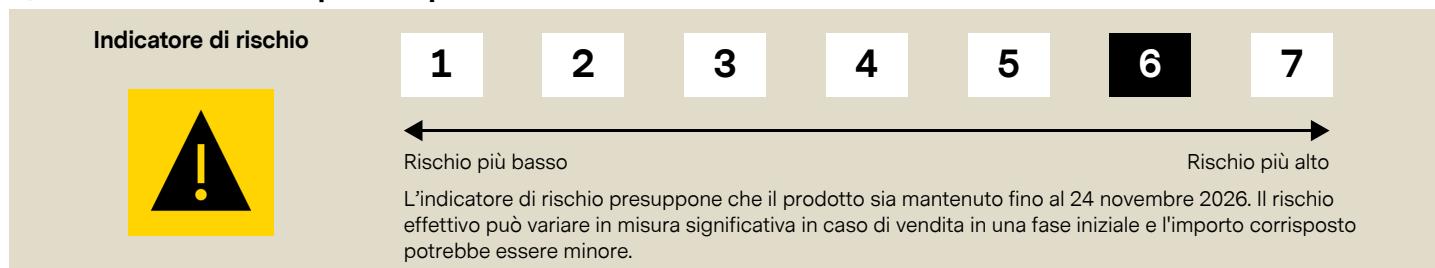 Indicatore di rischio
1 2 3 4 5 6 7
Rischio più basso Rischio più alto
L'indicatore di rischio presuppone che il prodotto sia mantenuto fino al 24 novembre 2026. Il rischio
effettivo può variare in misura significativa in caso di vendita in una fase iniziale e l'importo corrisposto
potrebbe essere minore.